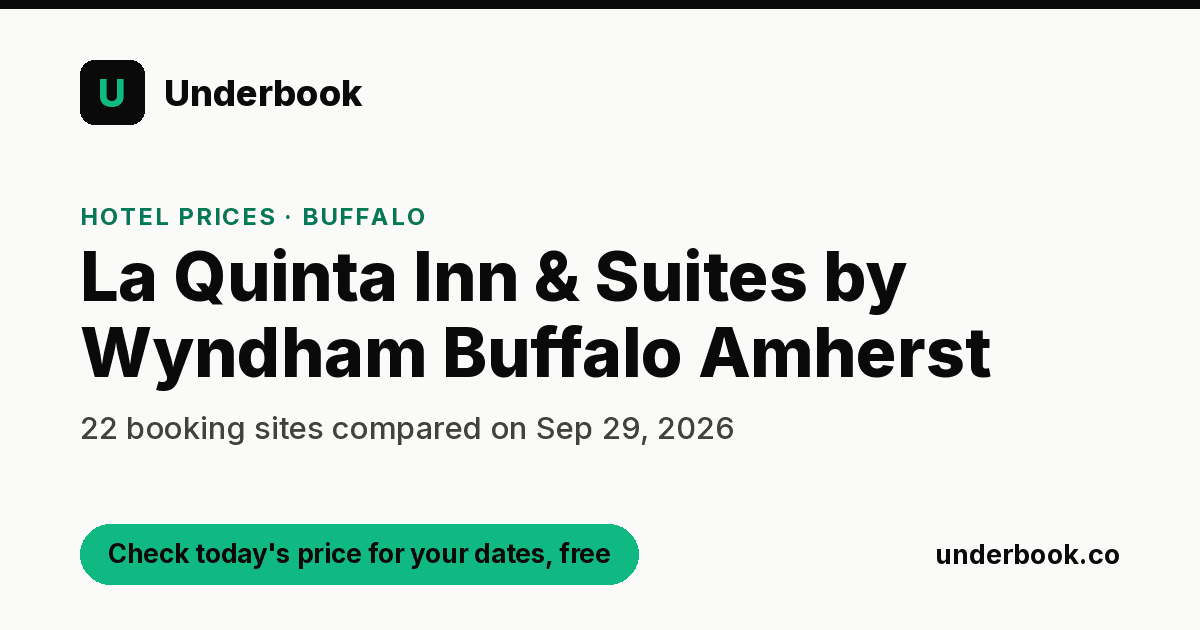 U Underbook
HOTEL PRICES · BUFFALO
La Quinta Inn & Suites by
Wyndham Buffalo Amherst
22 booking sites compared on Sep 29, 2026
Check today's price for your dates, free
underbook.co